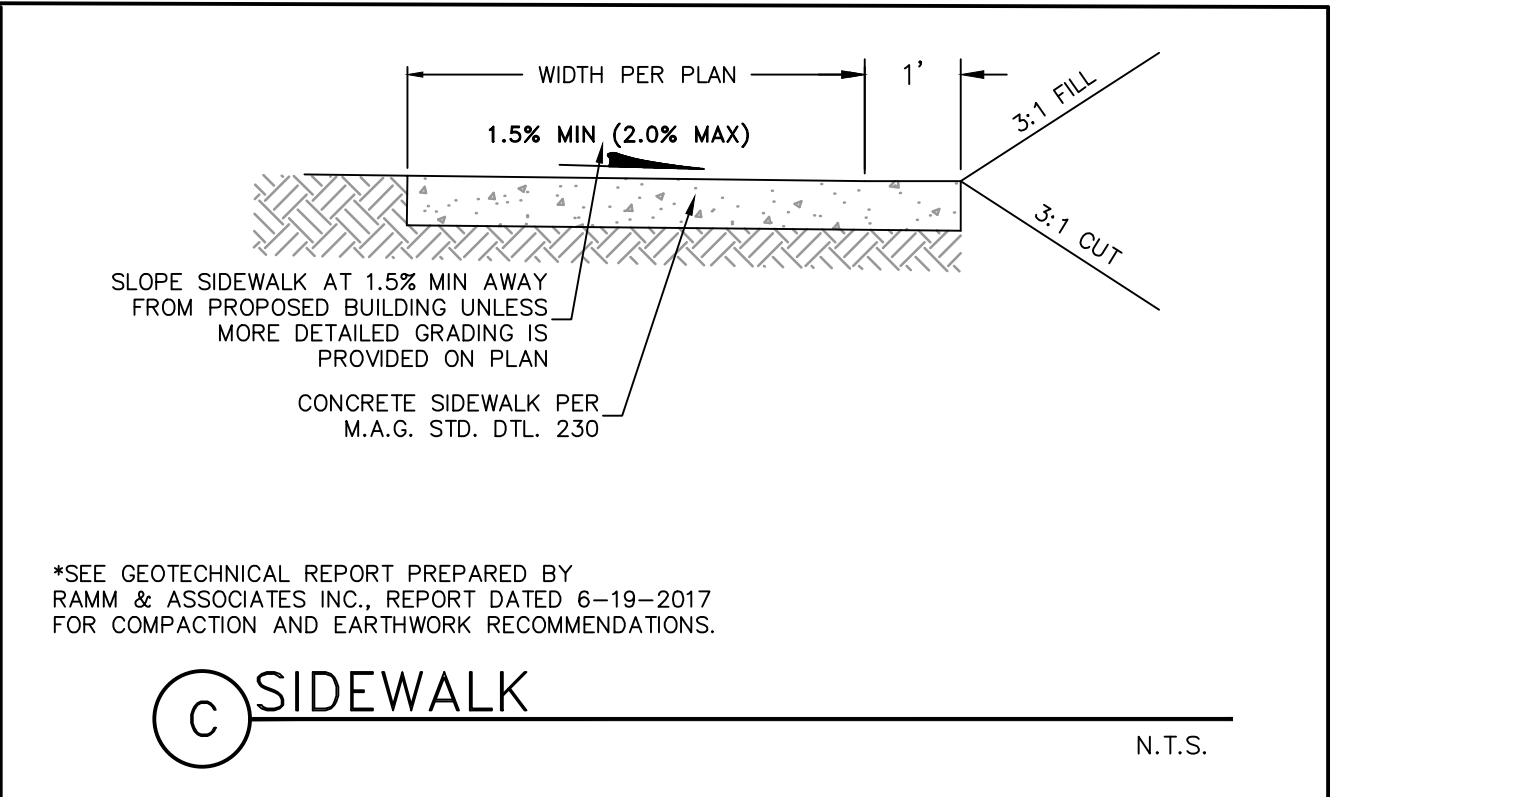 WIDTH PER PLAN
1'
1.5% MIN (2.0% MAX)
3:1 FILL
3:1 CUT
SLOPE SIDEWALK AT 1.5% MIN AWAY
FROM PROPOSED BUILDING UNLESS
MORE DETAILED GRADING IS
PROVIDED ON PLAN
CONCRETE SIDEWALK PER
M.A.G. STD. DTL. 230
*SEE GEOTECHNICAL REPORT PREPARED BY
RAMM & ASSOCIATES INC., REPORT DATED 6-19-2017
FOR COMPACTION AND EARTHWORK RECOMMENDATIONS.
C SIDEWALK
N.T.S.